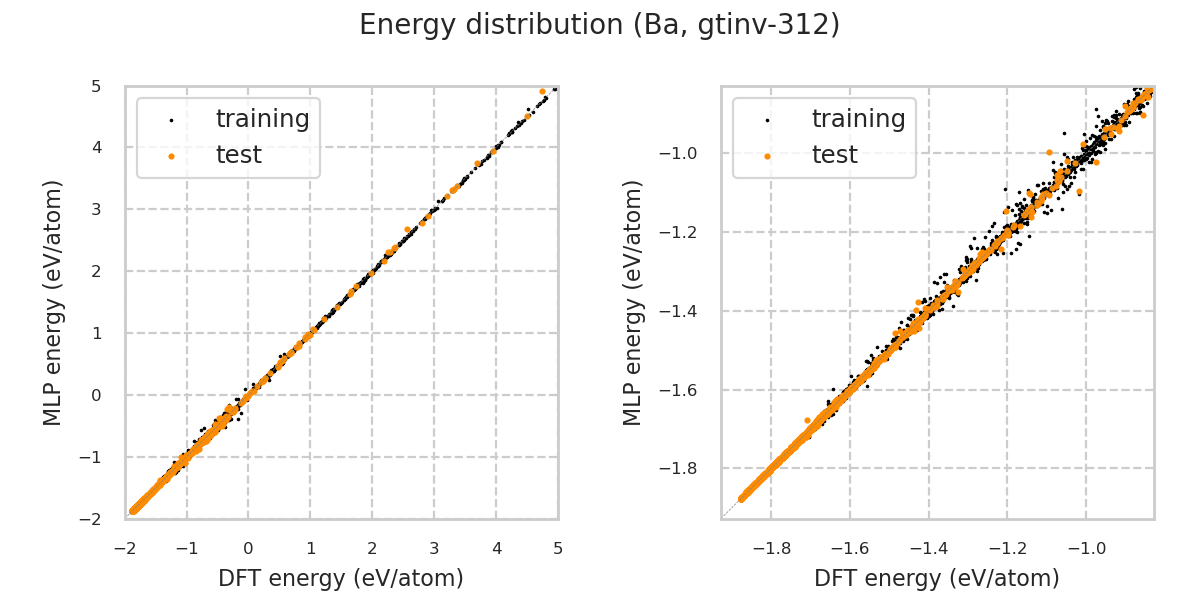 Energy distribution (Ba, gtinv-312)
MLP energy (eV/atom)
5
4
3
2
1
0
−1
−2
training
test
−2 −1 0 1 2 3 4 5
DFT energy (eV/atom)
MLP energy (eV/atom)
−1.0
−1.2
−1.4
−1.6
−1.8
training
test
−1.8 −1.6 −1.4 −1.2 −1.0
DFT energy (eV/atom)